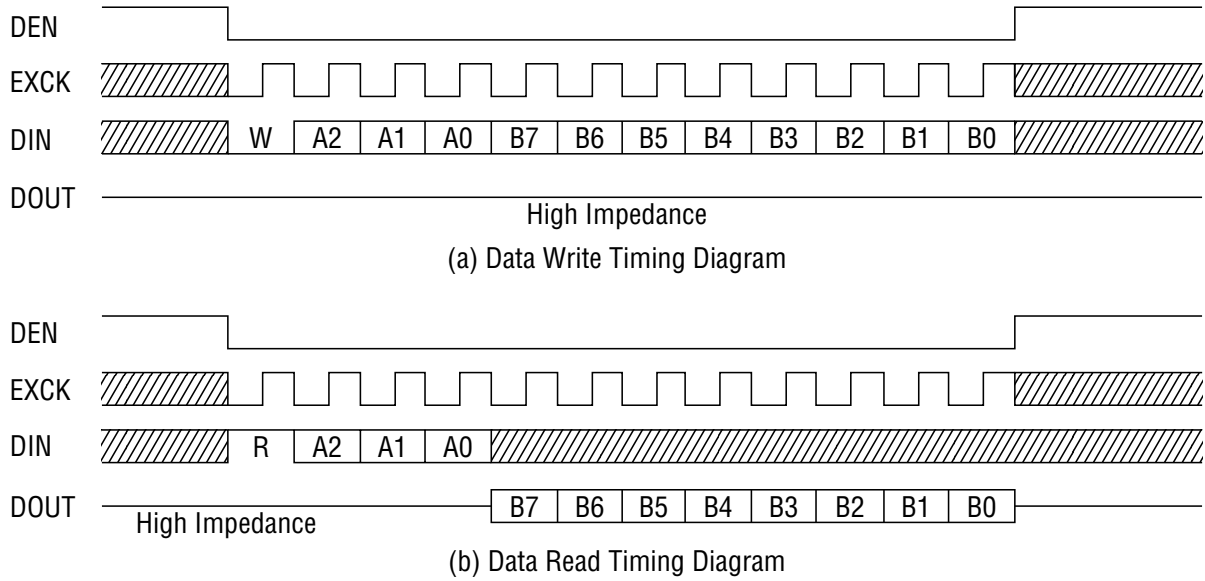 DEN
EXCK
DIN W A2 A1 A0 B7 B6 B5 B4 B3 B2 B1 B0
DOUT
High Impedance
(a) Data Write Timing Diagram
DEN
EXCK
DIN R A2 A1 A0
DOUT B7 B6 B5 B4 B3 B2 B1 B0
High Impedance
(b) Data Read Timing Diagram